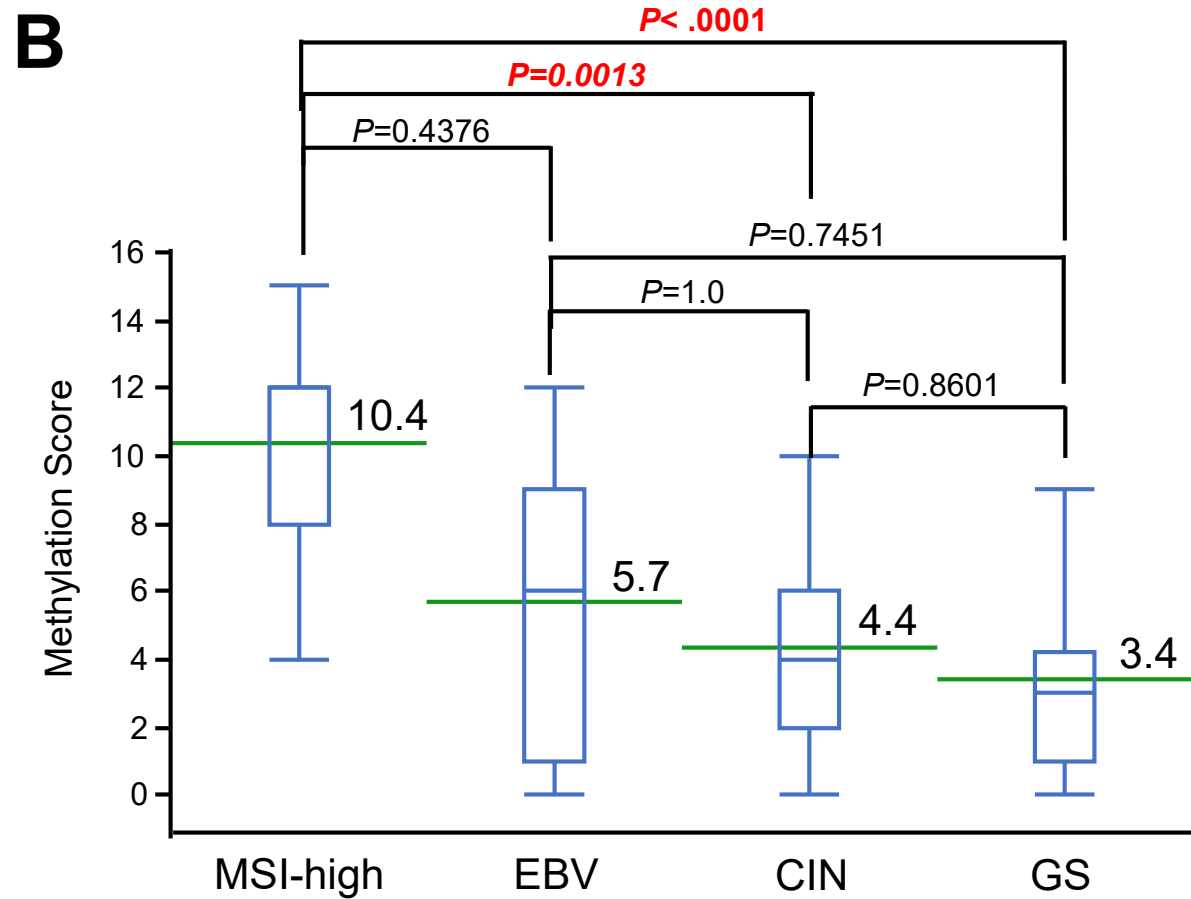 B
P< .0001
P=0.0013
P=0.4376
P=0.7451
P=1.0
P=0.8601
Methylation Score
16
14
12
10
8
6
4
2
0
10.4
5.7
4.4
3.4
MSI-high EBV CIN GS